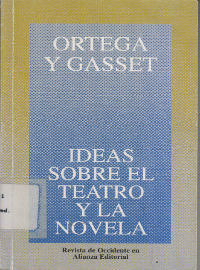 ORTEGA
Y GASSET
IDEAS
SOBRE EL
TEATRO
Y LA
NOVELA
Revista de Occidente en
Alianza Editorial